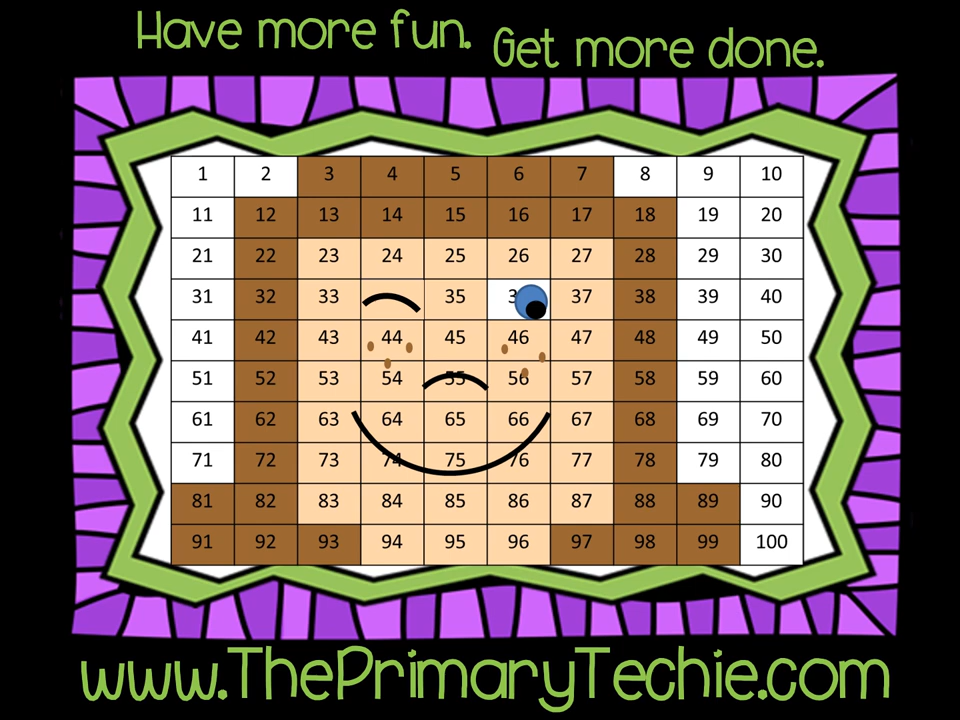 Have more fun. Get more done.
1 2 3 4 5 6 7 8 9 10
11 12 13 14 15 16 17 18 19 20
21 22 23 24 25 26 27 28 29 30
31 32 33 35 37 38 39 40
41 42 43 44 45 46 47 48 49 50
51 52 53 54 55 56 57 58 59 60
61 62 63 64 65 66 67 68 69 70
71 72 73 74 75 76 77 78 79 80
81 82 83 84 85 86 87 88 89 90
91 92 93 94 95 96 97 98 99 100
www.ThePrimaryTechie.com